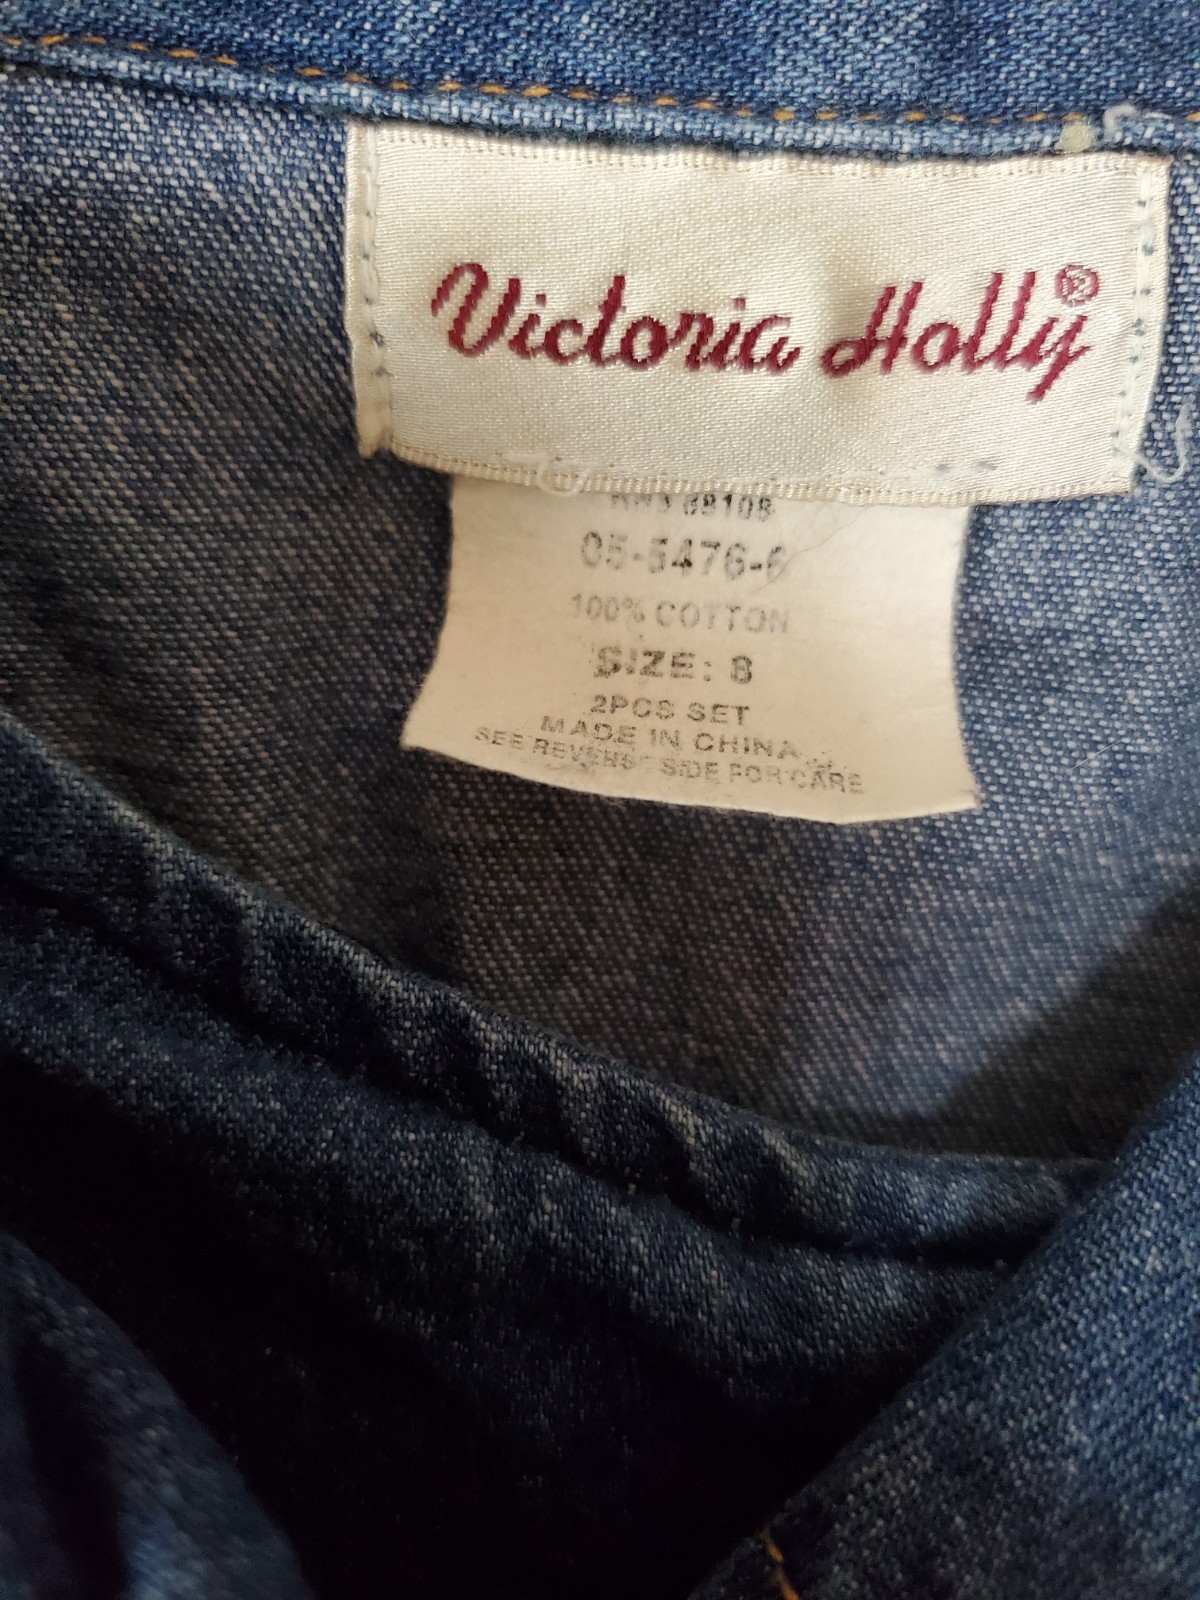 Victoria Holly®
88108
05-5476-6
100% COTTON
SIZE: 8
2PCS SET
MADE IN CHINA
SEE REVERSE SIDE FOR CARE